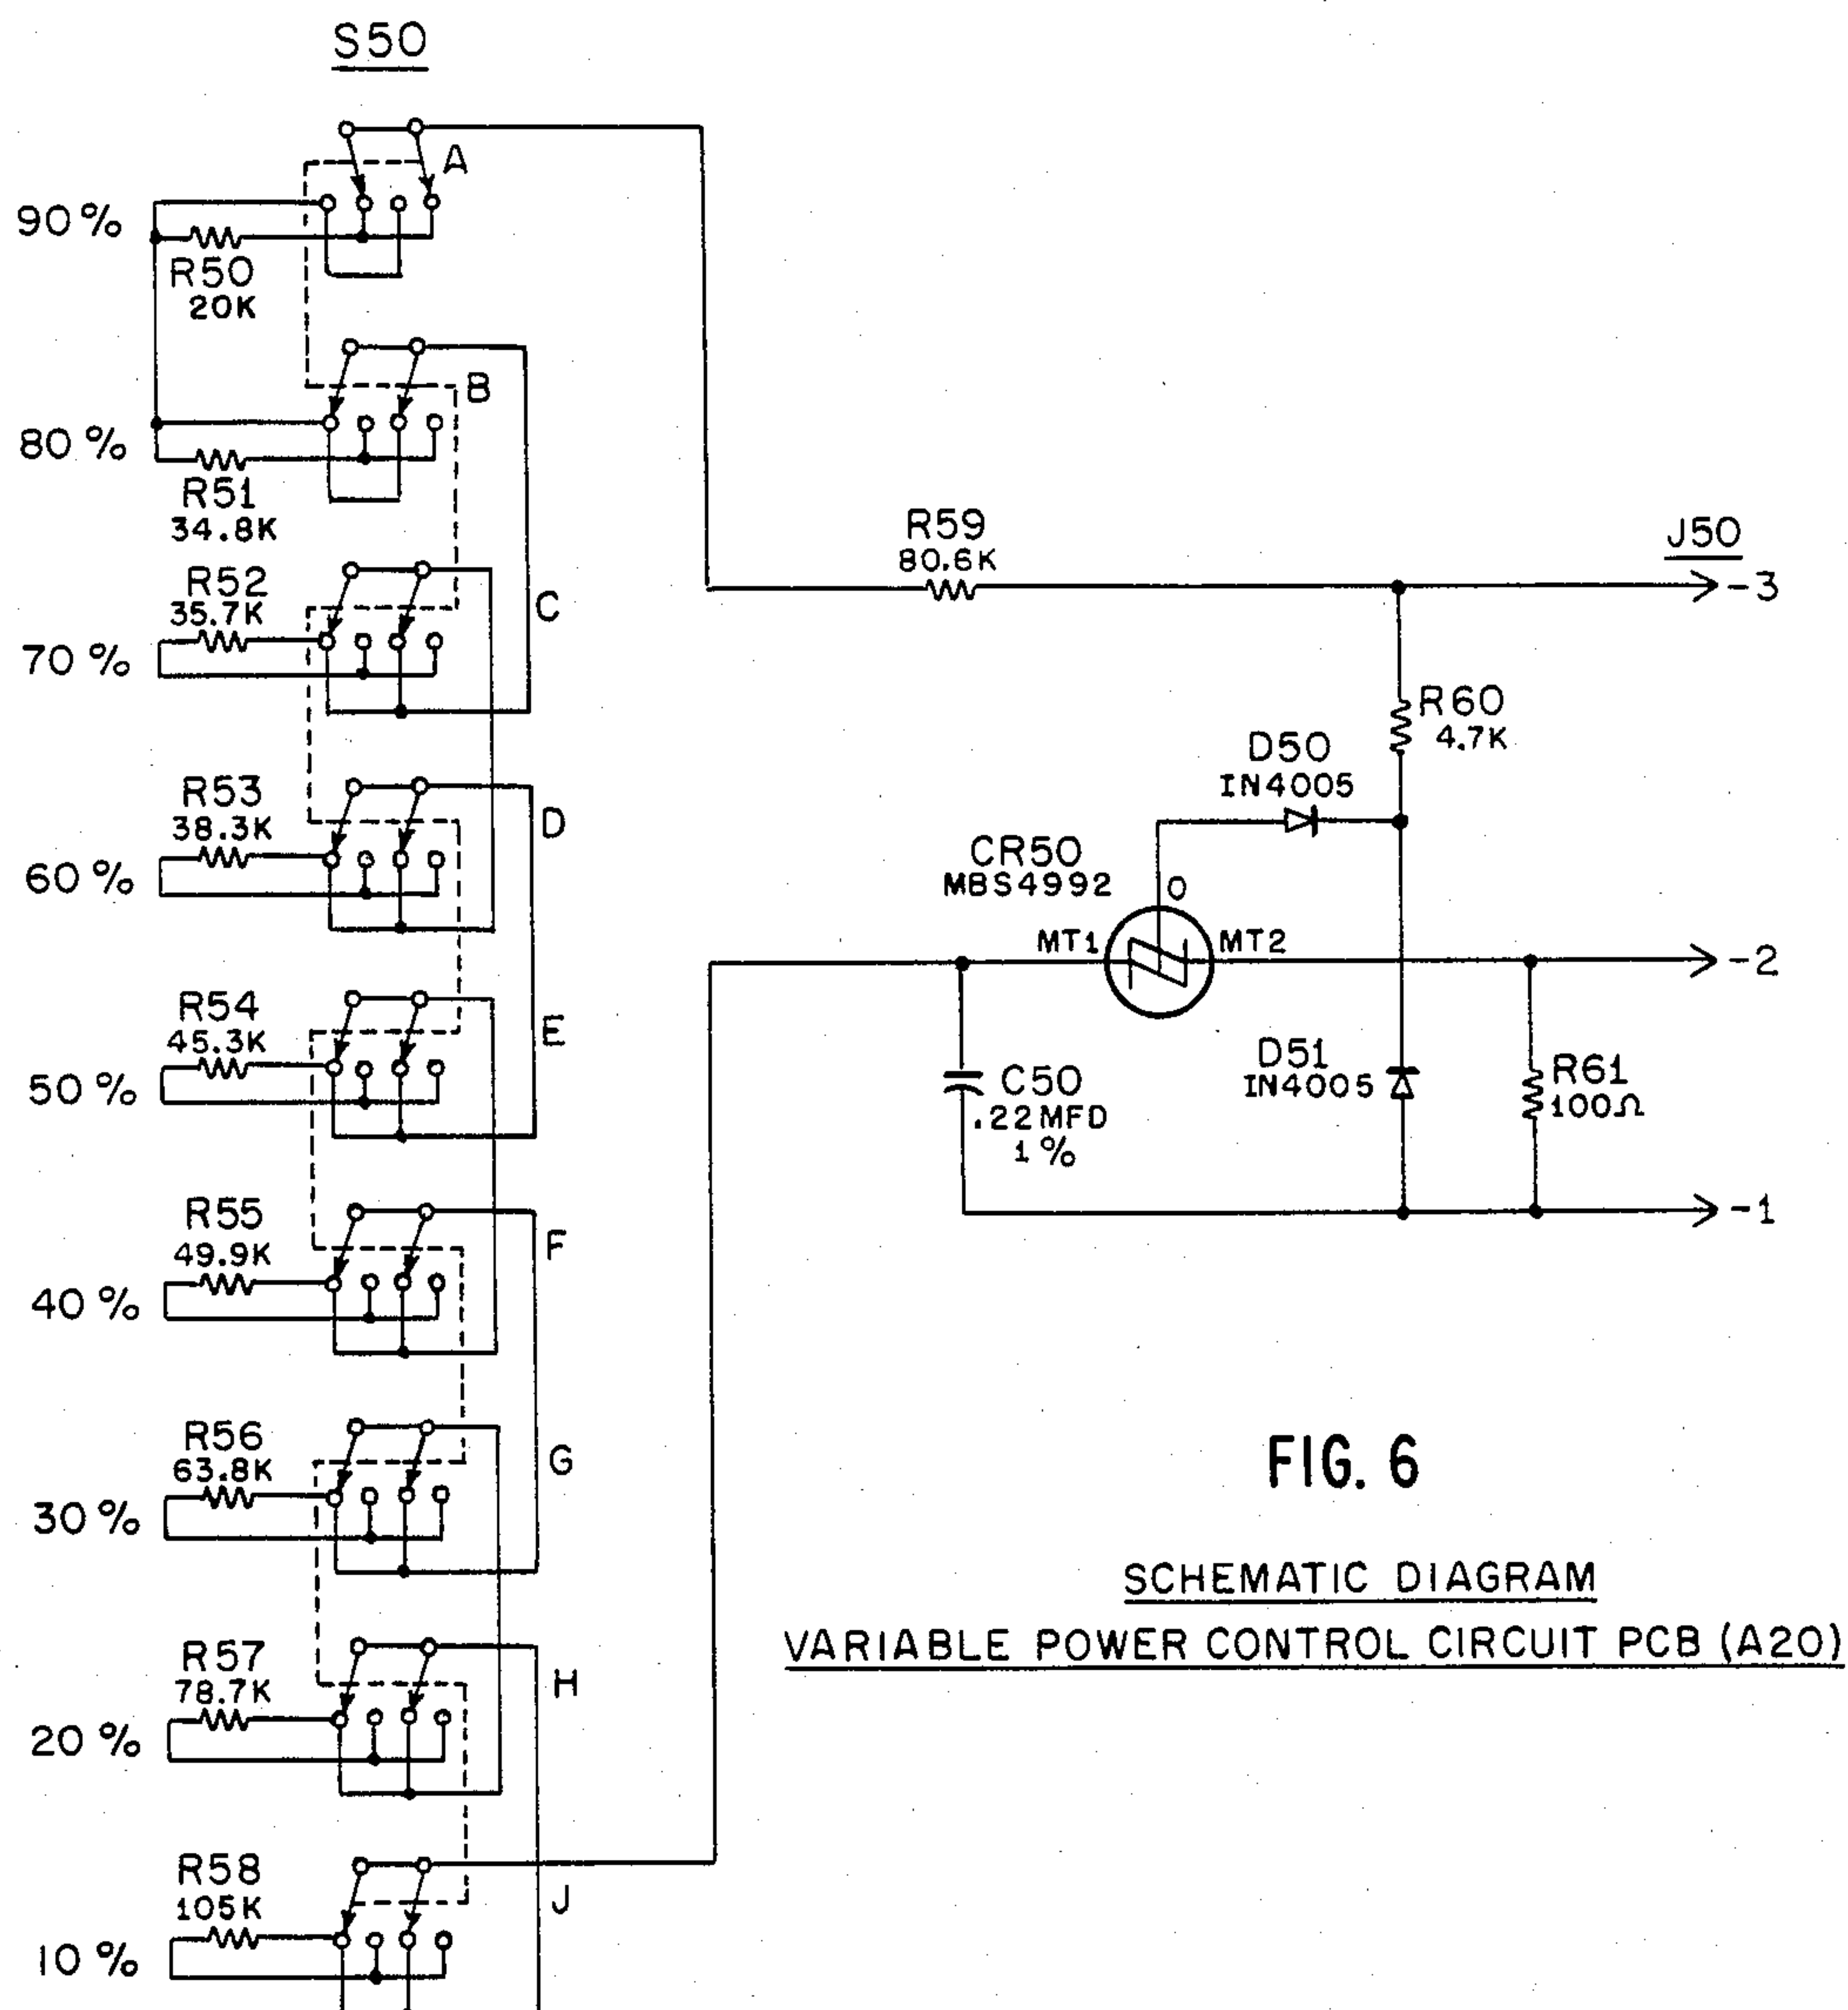 S50
A
90%
R50
20K
B
80%
R51
34.8K
R52
35.7K
C
70%
R53
38.3K
D
60%
R54
45.3K
E
50%
R55
49.9K
F
40%
R56
63.8K
G
30%
R57
78.7K
H
20%
R58
105K
J
10%
R59
80.6K
J50
-3
R60
4.7K
D50
IN4005
CR50
MBS4992
O
MT1
MT2
-2
C50
.22MFD
1%
D51
IN4005
R61
100Ω
-1
FIG. 6
SCHEMATIC DIAGRAM
VARIABLE POWER CONTROL CIRCUIT PCB (A20)